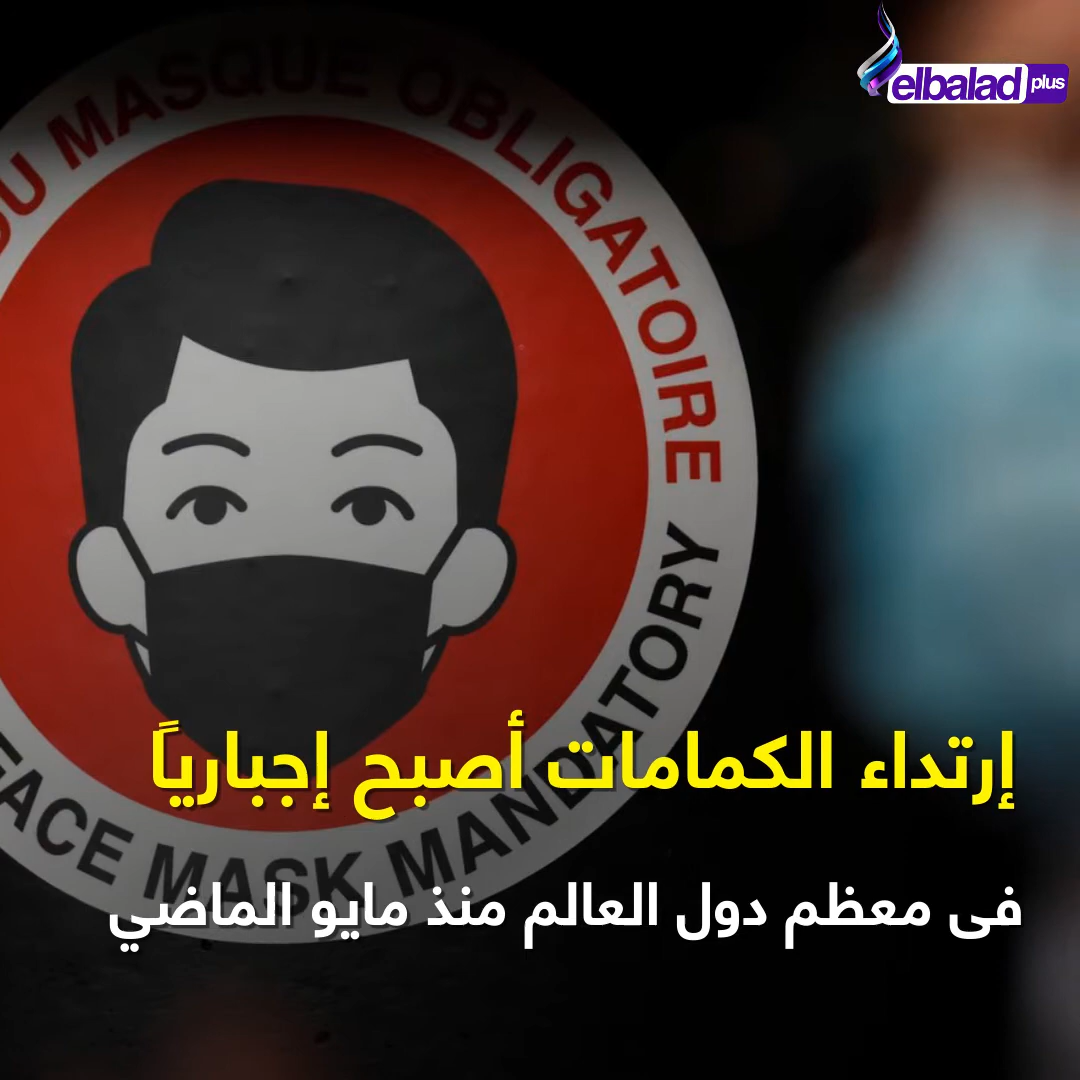 elbalad plus
DU MASQUE OBLIGATOIRE
FACE MASK MANDATORY
إرتداء الكمامات أصبح إجبارياً
فى معظم دول العالم منذ مايو الماضي